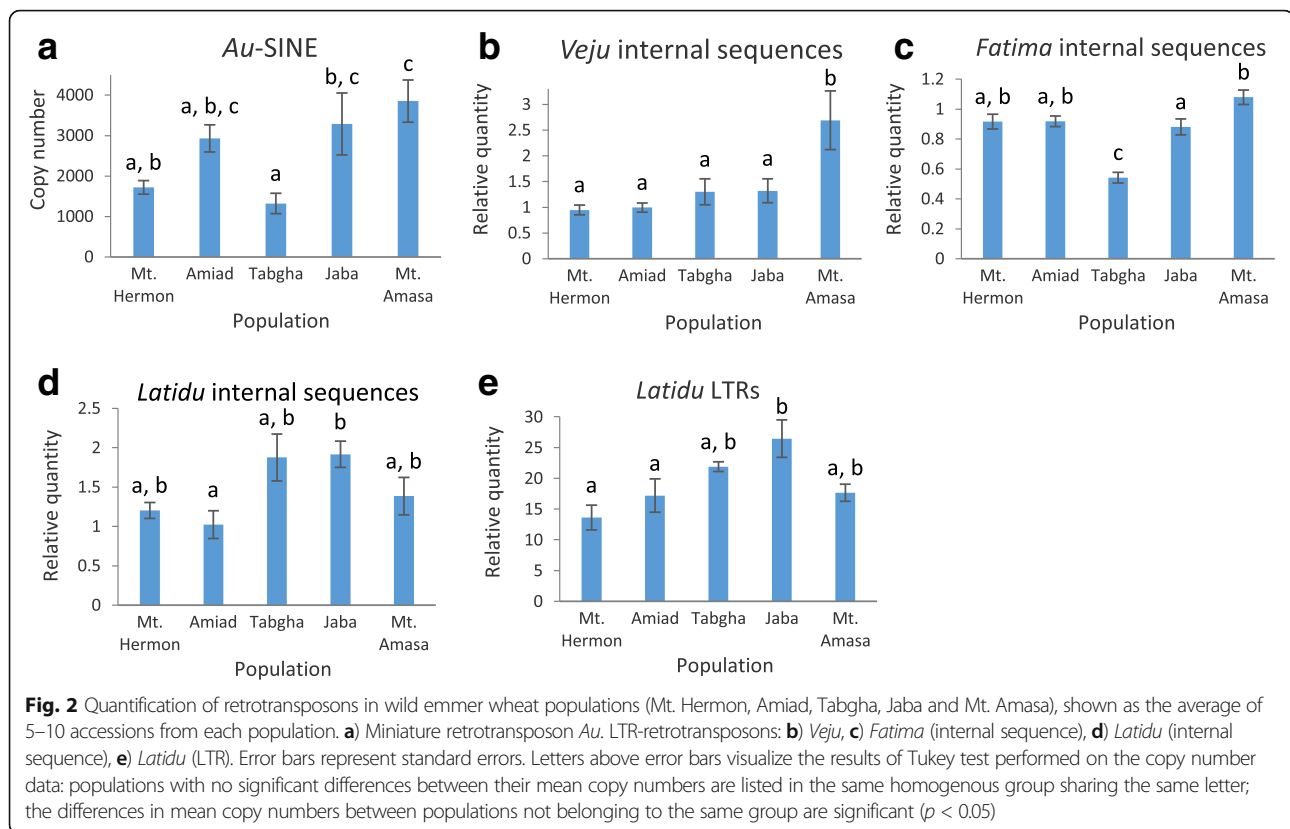 a
Au-SINE
a, b
a, b, c
a
b, c
c
Copy number
4000
3000
2000
1000
0
Mt. Hermon
Amiad
Tabgha
Jaba
Mt. Amasa
Population
b
Veju internal sequences
a
a
a
a
b
Relative quantity
3
2.5
2
1.5
1
0.5
0
Mt. Hermon
Amiad
Tabgha
Jaba
Mt. Amasa
Population
c
Fatima internal sequences
a, b
a, b
c
a
b
Relative quantity
1.2
1
0.8
0.6
0.4
0.2
0
Mt. Hermon
Amiad
Tabgha
Jaba
Mt. Amasa
Population
d
Latidu internal sequences
a, b
a
a, b
b
a, b
Relative quantity
2.5
2
1.5
1
0.5
0
Mt. Hermon
Amiad
Tabgha
Jaba
Mt. Amasa
Population
e
Latidu LTRs
a
a
a, b
b
a, b
Relative quantity
30
25
20
15
10
5
0
Mt. Hermon
Amiad
Tabgha
Jaba
Mt. Amasa
Population
Fig. 2 Quantification of retrotransposons in wild emmer wheat populations (Mt. Hermon, Amiad, Tabgha, Jaba and Mt. Amasa), shown as the average of
5–10 accessions from each population. a) Miniature retrotransposon Au. LTR-retrotransposons: b) Veju, c) Fatima (internal sequence), d) Latidu (internal
sequence), e) Latidu (LTR). Error bars represent standard errors. Letters above error bars visualize the results of Tukey test performed on the copy number
data: populations with no significant differences between their mean copy numbers are listed in the same homogenous group sharing the same letter;
the differences in mean copy numbers between populations not belonging to the same group are significant (p < 0.05)